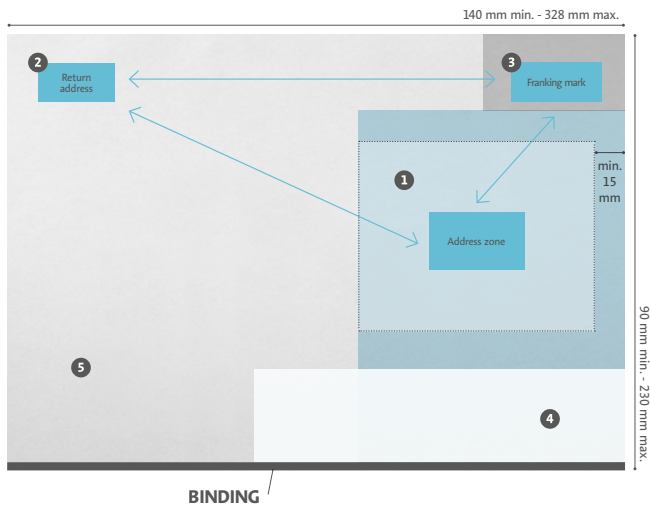 140 mm min. - 328 mm max.
2
Return
address
3
Franking mark
min.
15
mm
1
Address zone
90 mm min. - 230 mm max.
5
4
BINDING